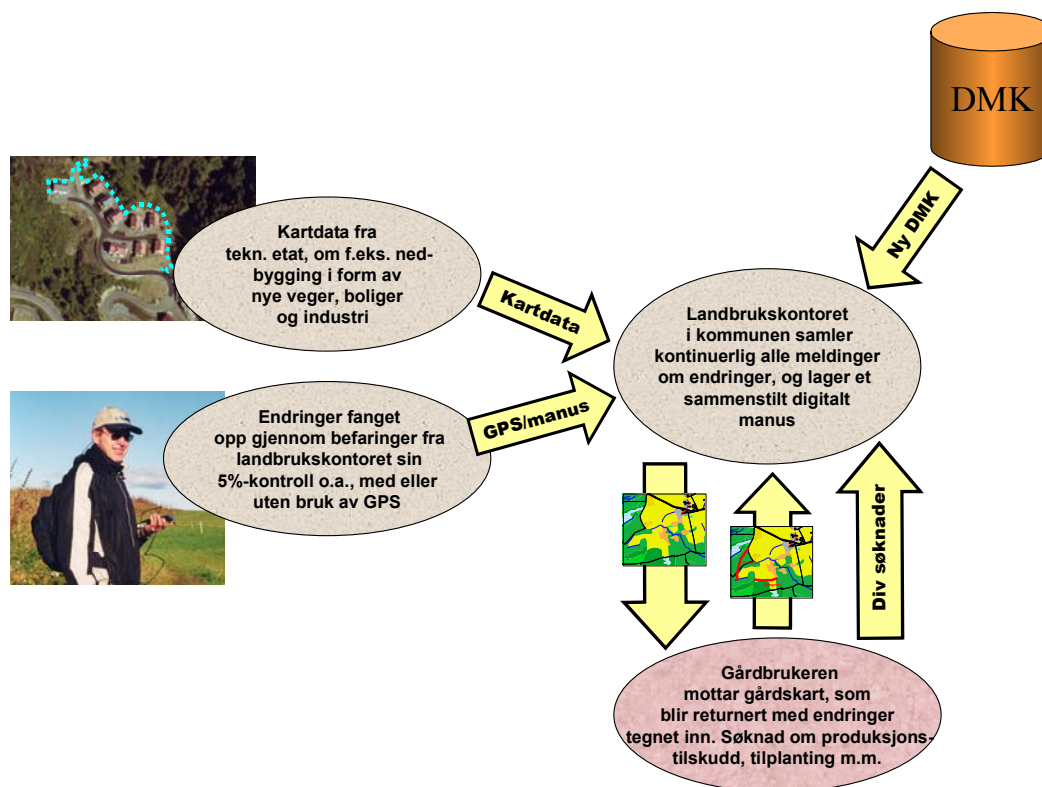 DMK
Ny DMK
Kartdata fra
tekn. etat, om f.eks. ned-
bygging i form av
nye veger, boliger
og industri
Kartdata
Landbrukskontoret
i kommunen samler
kontinuerlig alle meldinger
om endringer, og lager et
sammenstilt digitalt
manus
Endringer fanget
opp gjennom befaringer fra
landbrukskontoret sin
5%-kontroll o.a., med eller
uten bruk av GPS
GPS/manus
Div søknader
Gårdbrukeren
mottar gårdskart, som
blir returnert med endringer
tegnet inn. Søknad om produksjons-
tilskudd, tilplanting m.m.